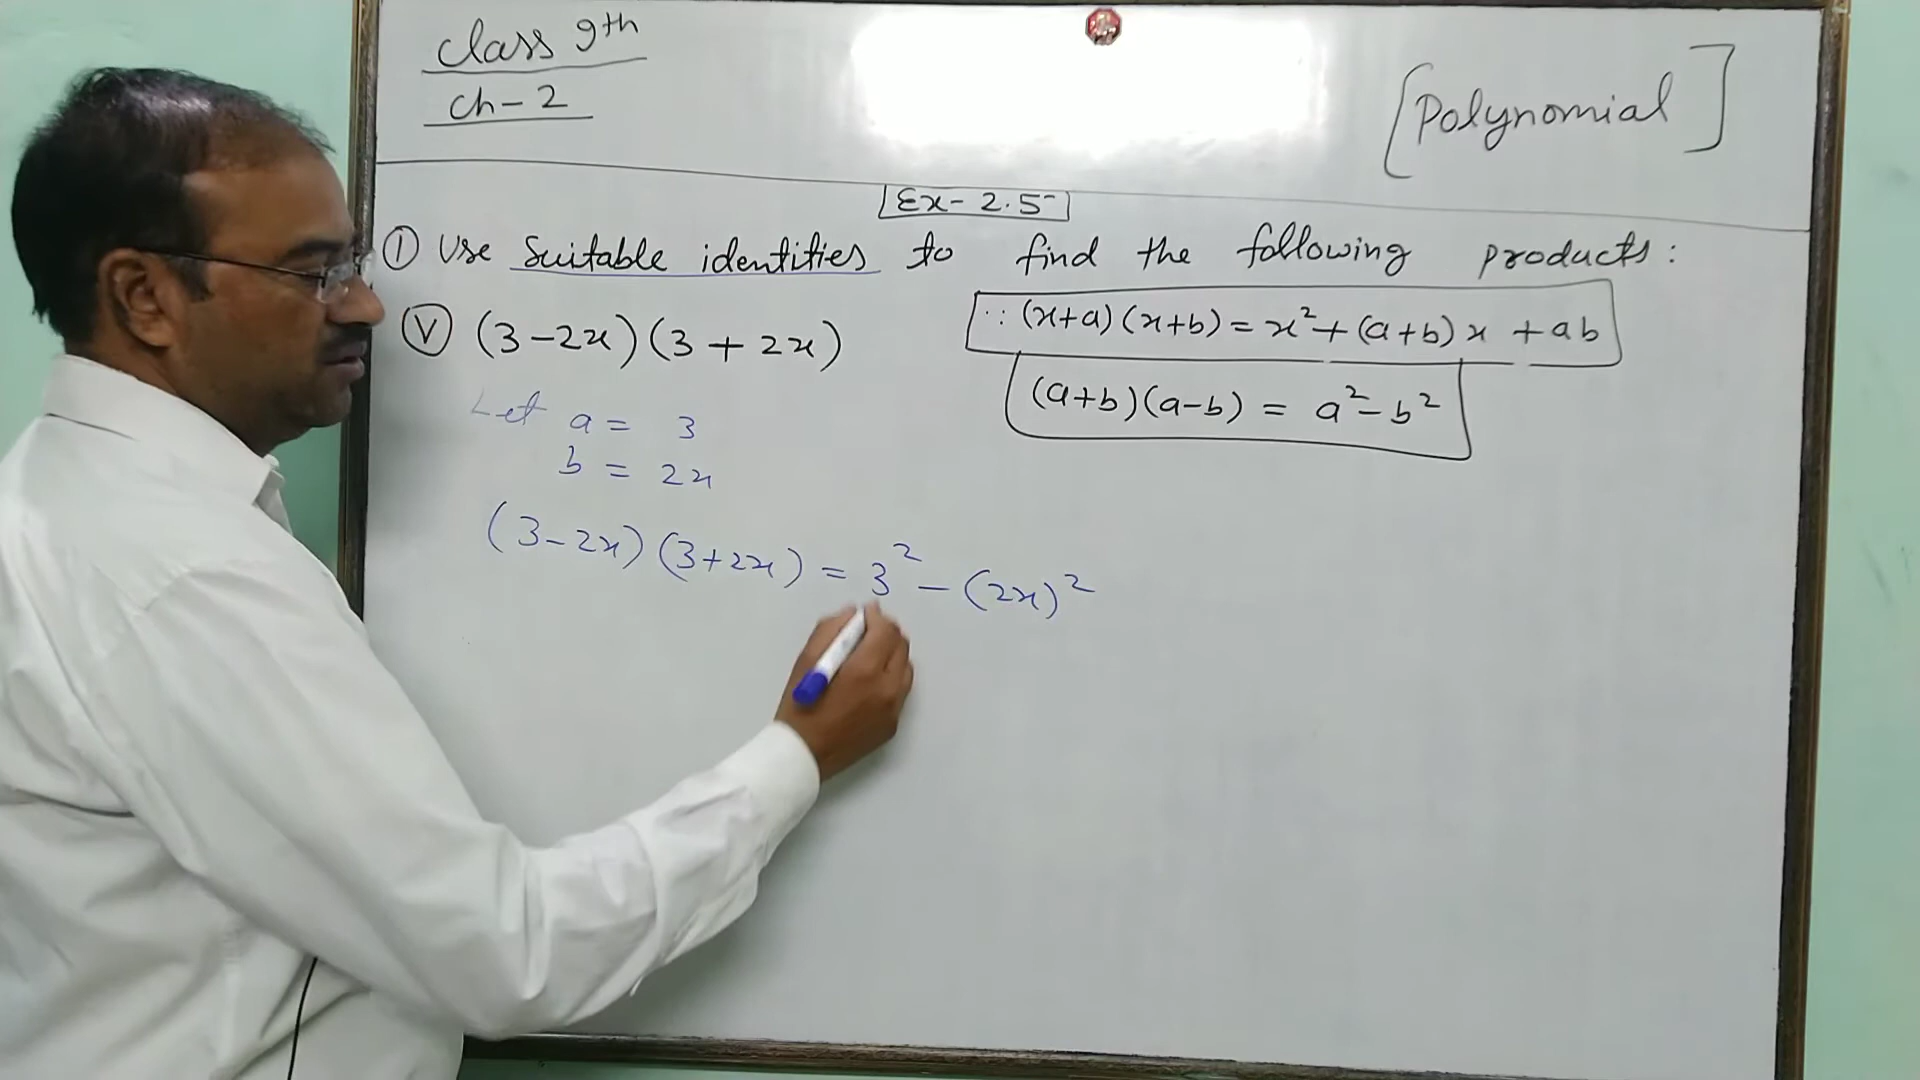 Class 9th
Ch-2
[Polynomial]
Ex-2.5
① Use Suitable identities to find the following products:
Ⓥ (3-2x)(3+2x)
∵ (x+a)(x+b) = x²+(a+b)x +ab
(a+b)(a-b) = a²-b²
Let a = 3
b = 2x
(3-2x)(3+2x) = 3² - (2x)²